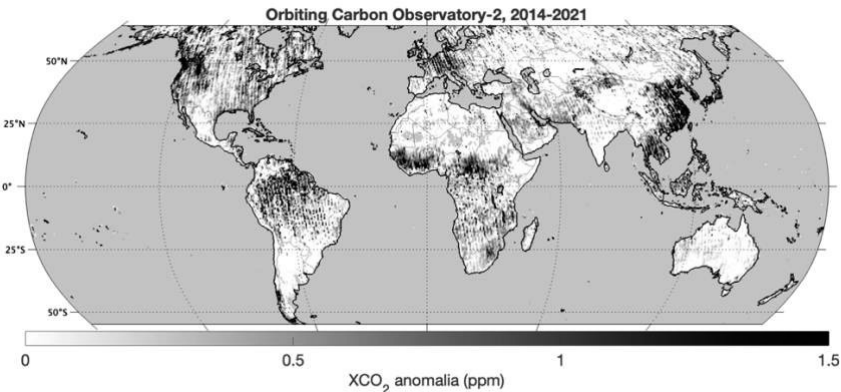 Orbiting Carbon Observatory-2, 2014-2021
50°N
25°N
0°
25°S
50°S
0 0.5 1 1.5
XCO₂ anomalia (ppm)